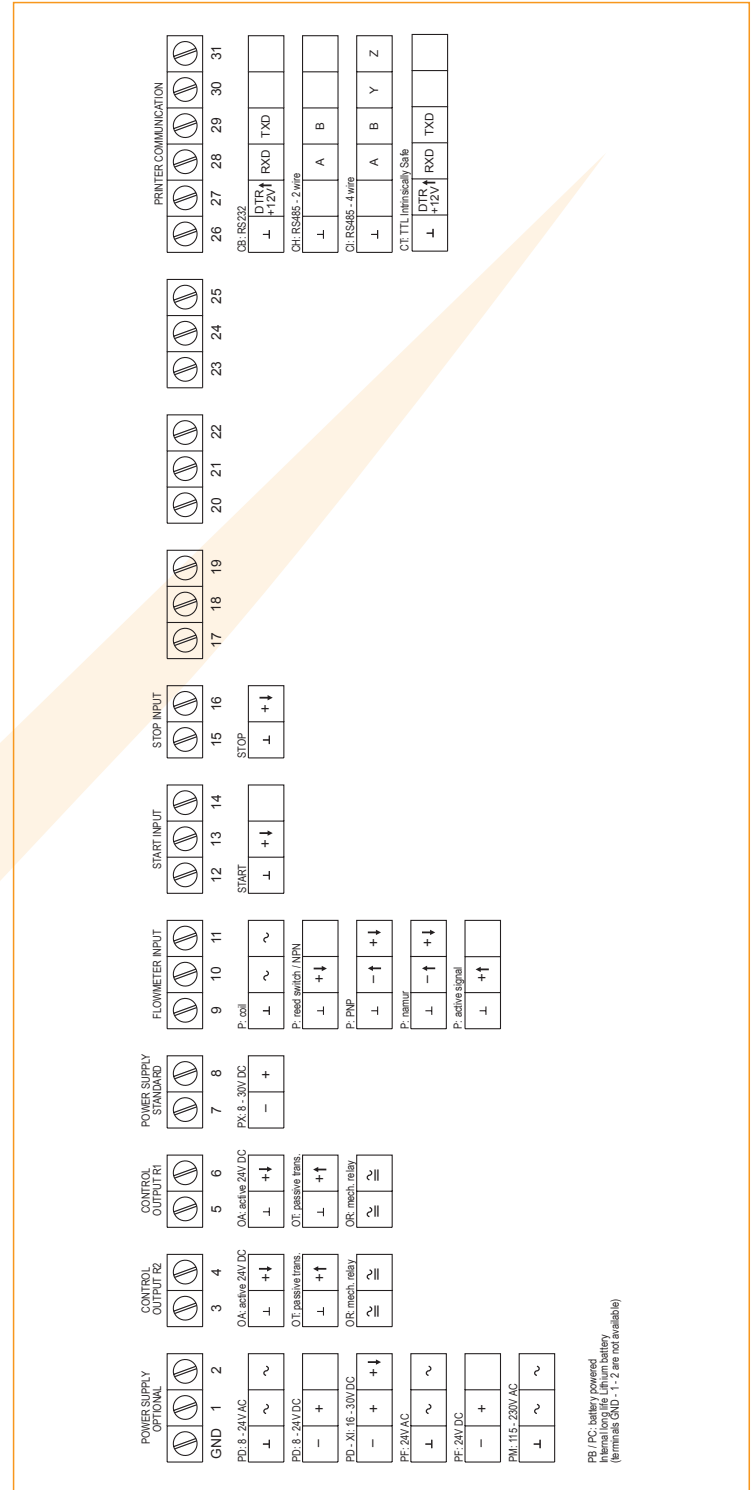 POWER SUPPLY
OPTIONAL
GND 1 2
PD: 8 - 24V AC
⊥ ~ ~
PD: 8 - 24V DC
− +
PD - XI: 16 - 30V DC
− + +↓
PF: 24V AC
⊥ ~ ~
PF: 24V DC
− +
PM: 115 - 230V AC
⊥ ~ ~
PB / PC: battery powered
Internal long life Lithium battery
(terminals GND - 1 - 2 are not available)
CONTROL
OUTPUT R2
3 4
OA: active 24V DC
⊥ +↓
OT: passive trans.
⊥ +↑
OR: mech. relay
CONTROL
OUTPUT R1
5 6
OA: active 24V DC
⊥ +↓
OT: passive trans.
⊥ +↑
OR: mech. relay
POWER SUPPLY
STANDARD
7 8
PX: 8 - 30V DC
− +
FLOWMETER INPUT
9 10 11
P: coil
⊥ ~ ~
P: reed switch / NPN
⊥ +↓
P: PNP
⊥ −↑ +↓
P: namur
⊥ −↑ +↓
P: active signal
⊥ +↑
START INPUT
12 13 14
START
⊥ +↓
STOP INPUT
15 16
STOP
⊥ +↓
17 18 19
20 21 22
23 24 25
PRINTER COMMUNICATION
26 27 28 29 30 31
CB: RS232
⊥ DTR +12V↑ RXD TXD
CH: RS485 - 2 wire
⊥ A B
CI: RS485 - 4 wire
⊥ A B Y Z
CT: TTL Intrinsically Safe
⊥ DTR +12V↑ RXD TXD